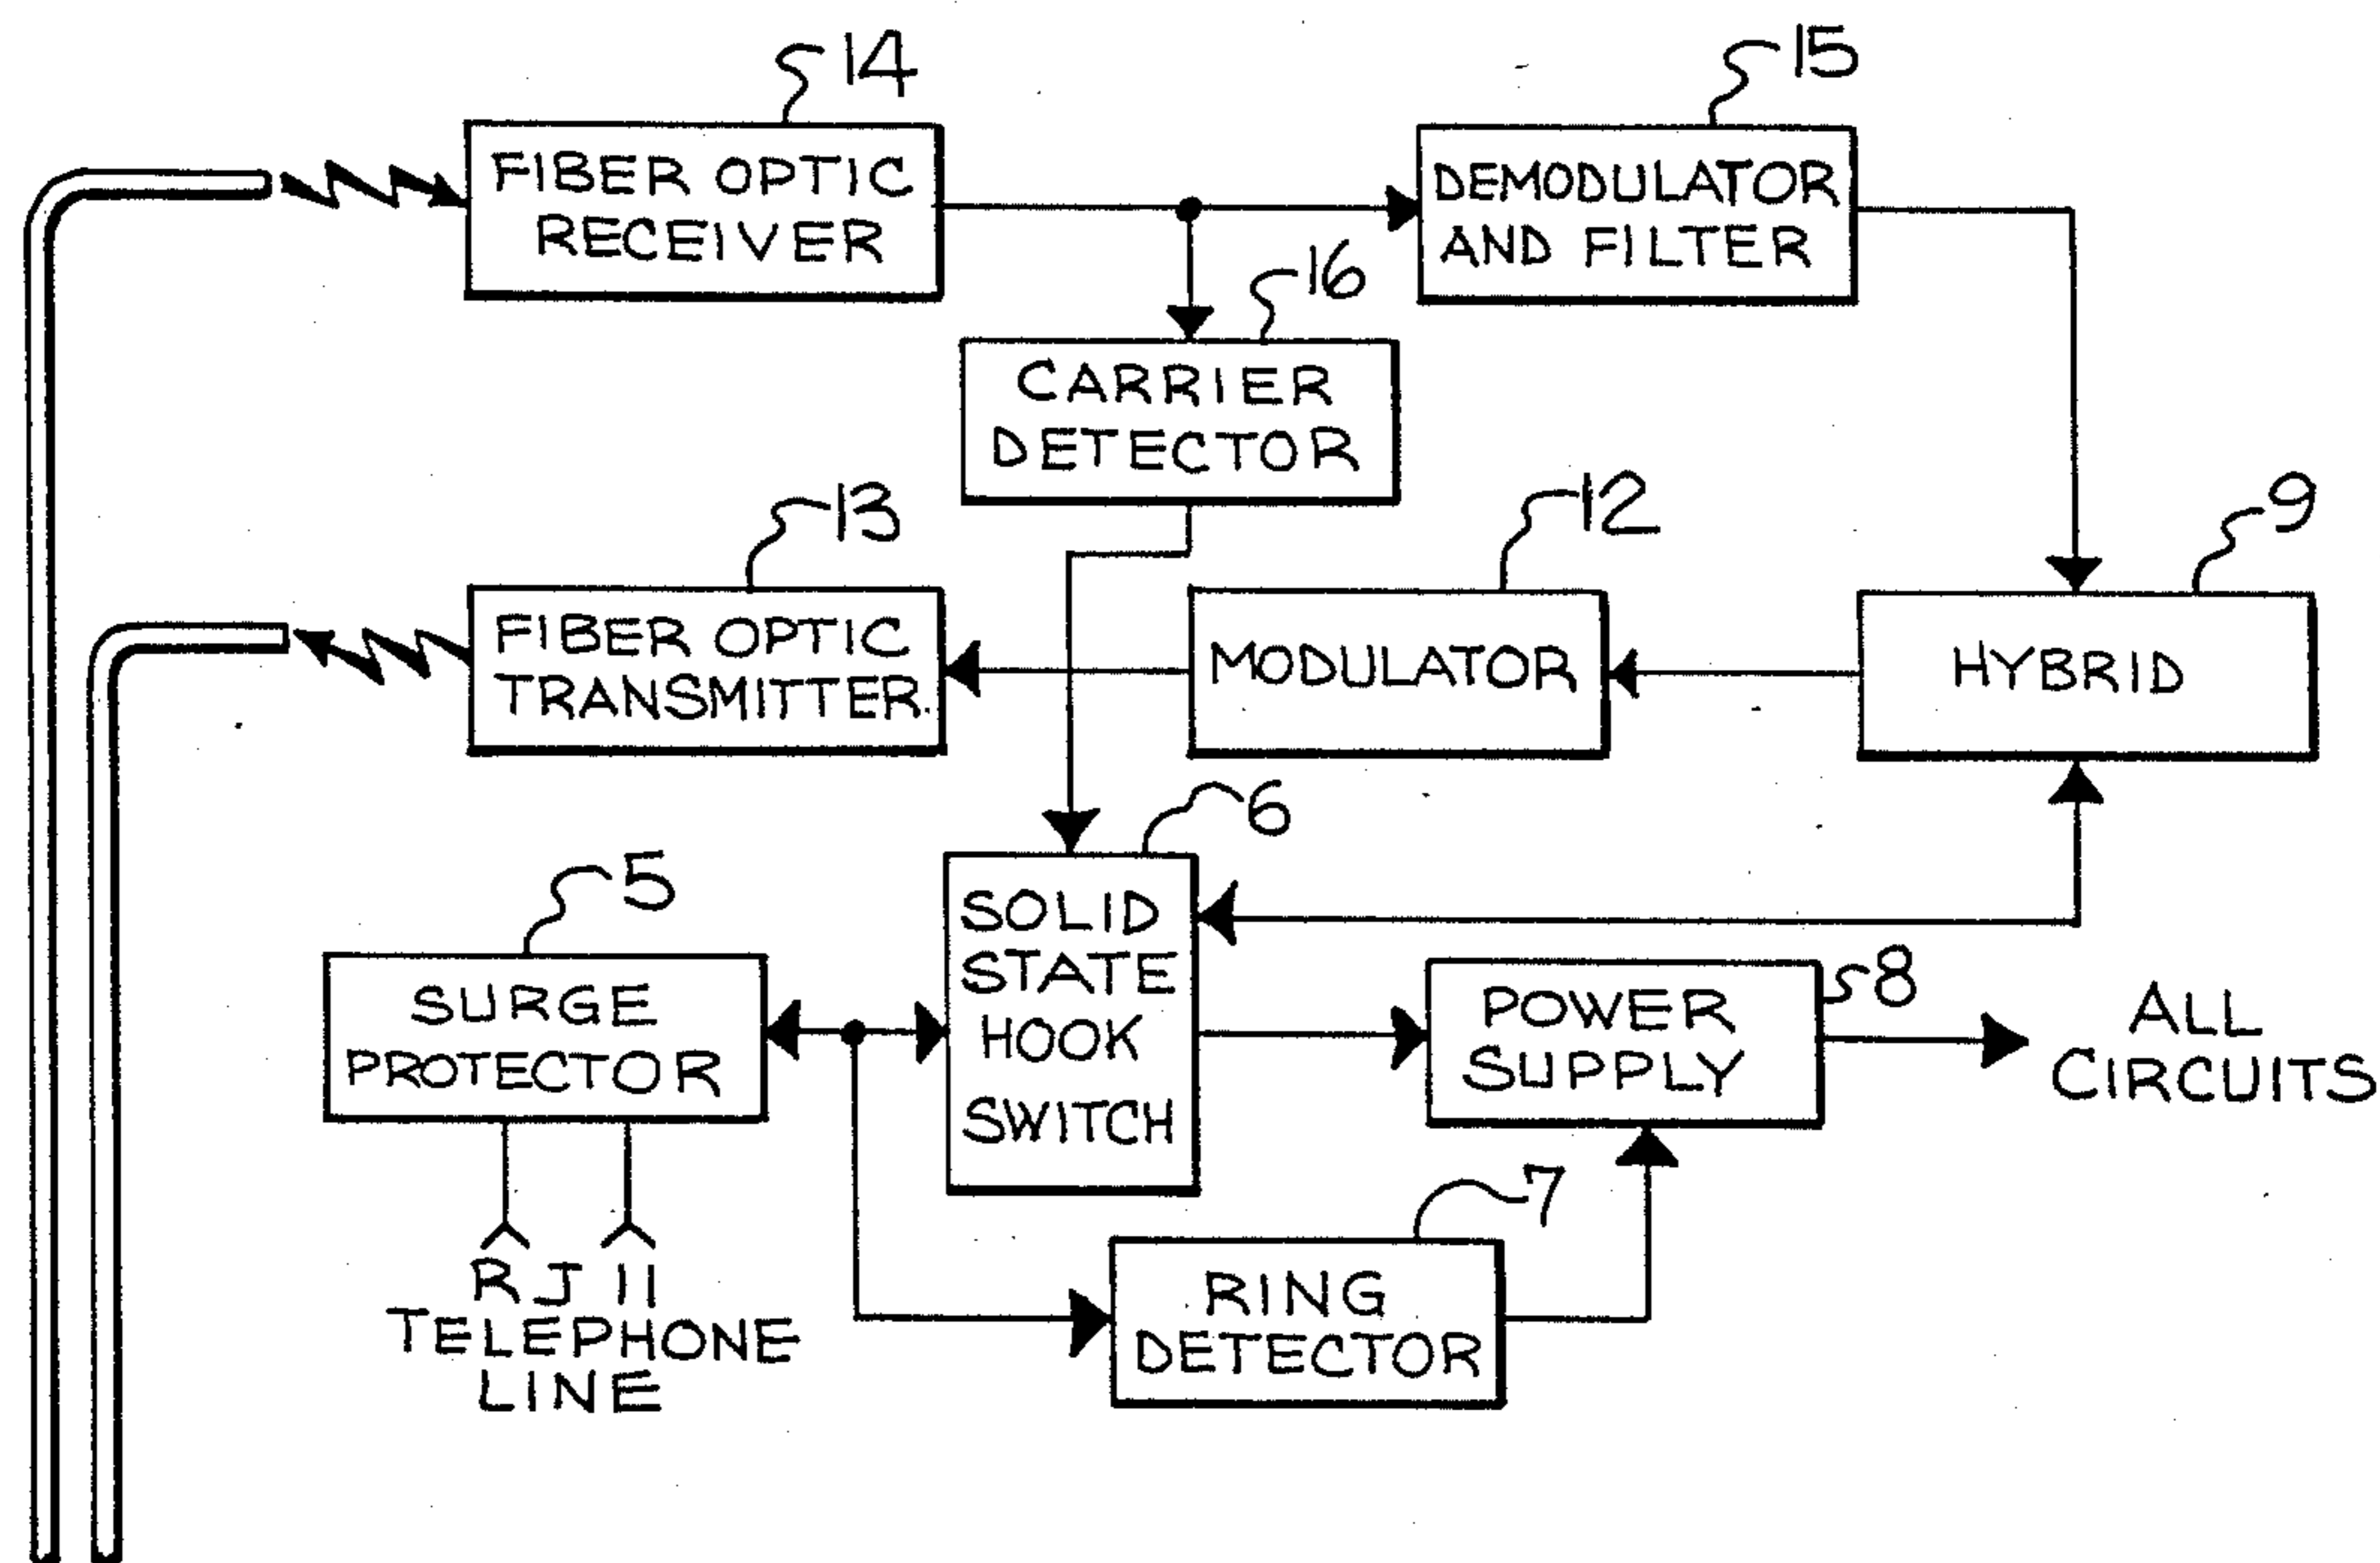 14
15
FIBER OPTIC
RECEIVER
DEMODULATOR
AND FILTER
16
CARRIER
DETECTOR
13
12
9
FIBER OPTIC
TRANSMITTER
MODULATOR
HYBRID
6
5
SOLID
STATE
HOOK
SWITCH
SURGE
PROTECTOR
8
POWER
SUPPLY
ALL
CIRCUITS
7
RING
DETECTOR
RJ 11
TELEPHONE
LINE